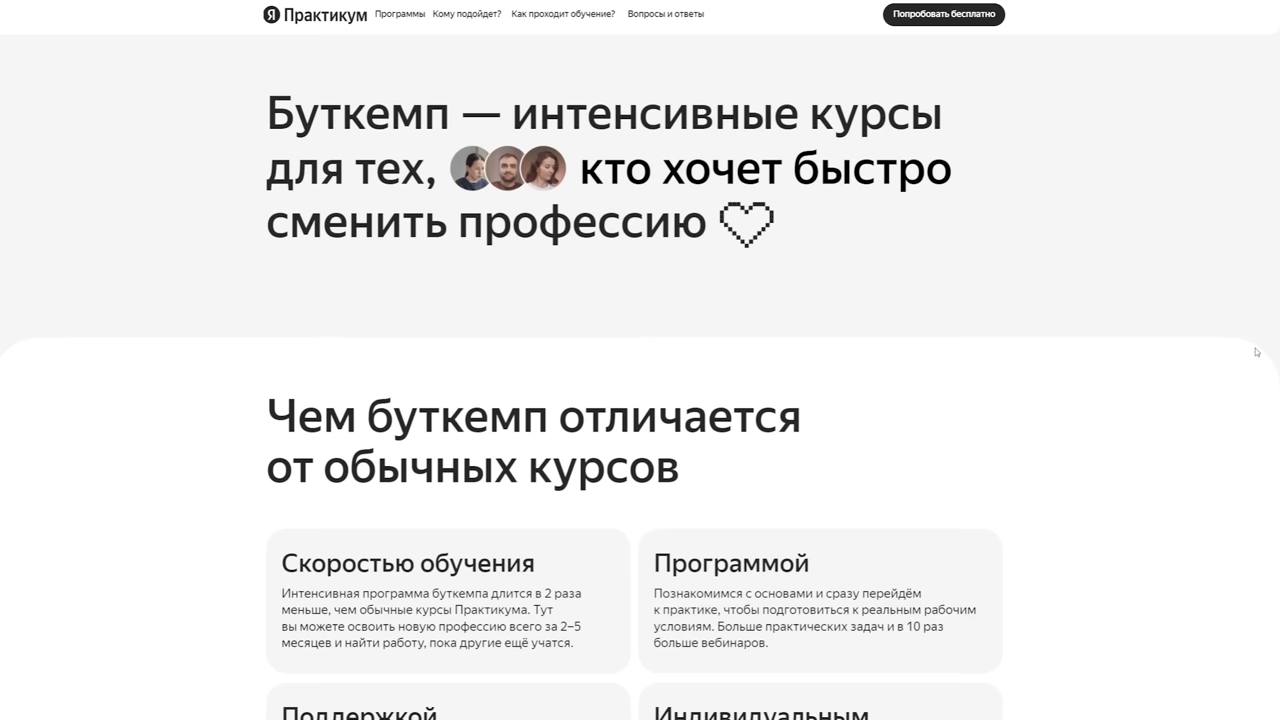 Я Практикум Программы Кому подойдет? Как проходит обучение? Вопросы и ответы Попробовать бесплатно
Буткемп — интенсивные курсы
для тех, кто хочет быстро
сменить профессию
Чем буткемп отличается
от обычных курсов
Скоростью обучения
Интенсивная программа буткемпа длится в 2 раза
меньше, чем обычные курсы Практикума. Тут
вы можете освоить новую профессию всего за 2–5
месяцев и найти работу, пока другие ещё учатся.
Программой
Познакомимся с основами и сразу перейдём
к практике, чтобы подготовиться к реальным рабочим
условиям. Больше практических задач и в 10 раз
больше вебинаров.
Поддержкой
Индивидуальным